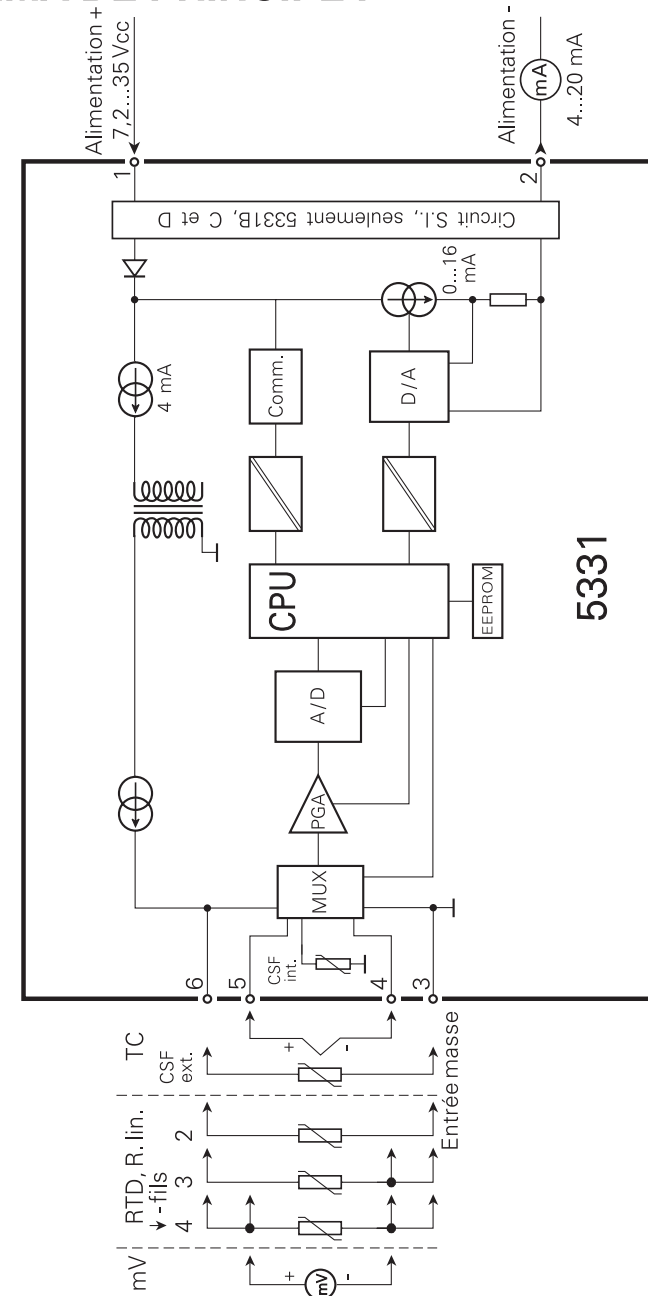 Alimentation +
7,2...35 Vcc
Alimentation -
mA
4...20 mA
1
2
Circuit S.I., seulement 5331B, C et D
0...16
mA
4 mA
Comm.
D/A
CPU
EEPROM
5331
A/D
PGA
MUX
CSF
int.
6
5
4
3
TC
CSF
ext.
+
-
Entrée masse
RTD, R. lin.
-fils
2
3
4
mV
+
mV
-